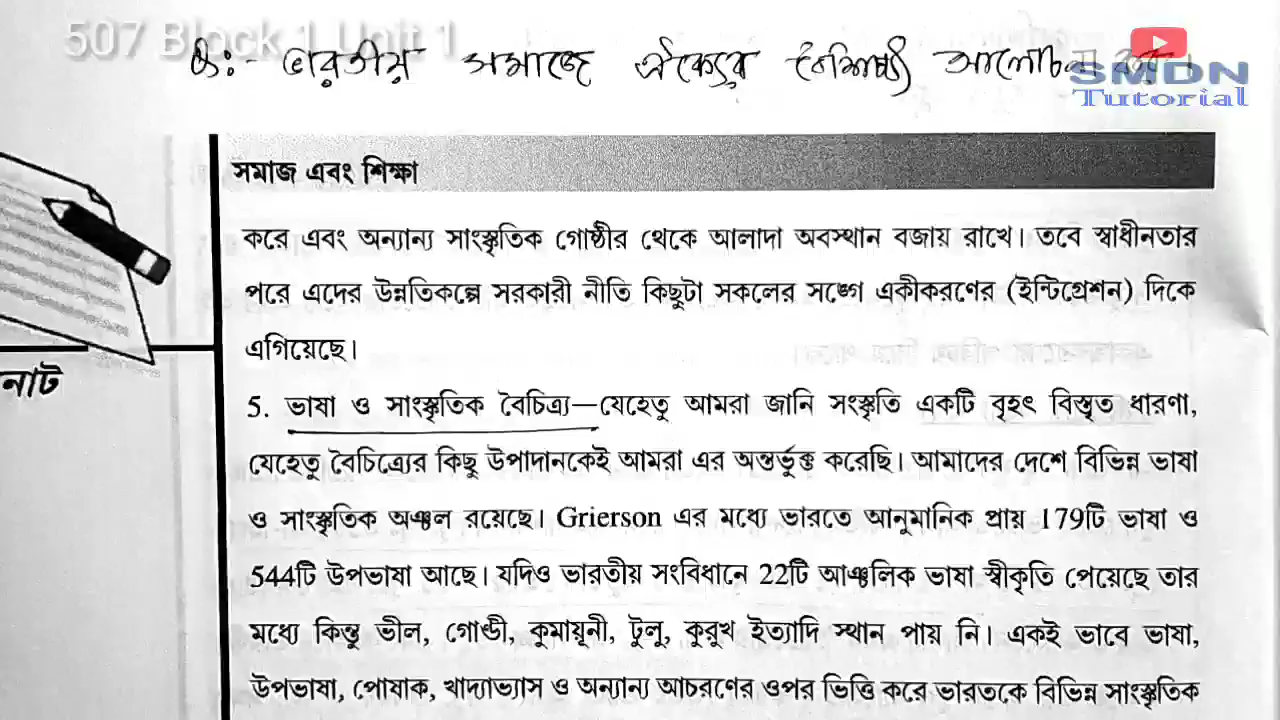 507 Block 1 Unit 1
Q:- ভারতীয় সমাজে ঐক্যের বৈশিষ্ট্য আলোচনা কর।
SMDN
Tutorial
সমাজ এবং শিক্ষা
করে এবং অন্যান্য সাংস্কৃতিক গোষ্ঠীর থেকে আলাদা অবস্থান বজায় রাখে। তবে স্বাধীনতার
পরে এদের উন্নতিকল্পে সরকারী নীতি কিছুটা সকলের সঙ্গে একীকরণের (ইন্টিগ্রেশন) দিকে
এগিয়েছে।
নোট
5. ভাষা ও সাংস্কৃতিক বৈচিত্র্য—যেহেতু আমরা জানি সংস্কৃতি একটি বৃহৎ বিস্তৃত ধারণা,
যেহেতু বৈচিত্র্যের কিছু উপাদানকেই আমরা এর অন্তর্ভুক্ত করেছি। আমাদের দেশে বিভিন্ন ভাষা
ও সাংস্কৃতিক অঞ্চল রয়েছে। Grierson এর মধ্যে ভারতে আনুমানিক প্রায় 179টি ভাষা ও
544টি উপভাষা আছে। যদিও ভারতীয় সংবিধানে 22টি আঞ্চলিক ভাষা স্বীকৃতি পেয়েছে তার
মধ্যে কিন্তু ভীল, গোণ্ডী, কুমায়ূনী, টুলু, কুরুখ ইত্যাদি স্থান পায় নি। একই ভাবে ভাষা,
উপভাষা, পোষাক, খাদ্যাভ্যাস ও অন্যান্য আচরণের ওপর ভিত্তি করে ভারতকে বিভিন্ন সাংস্কৃতিক